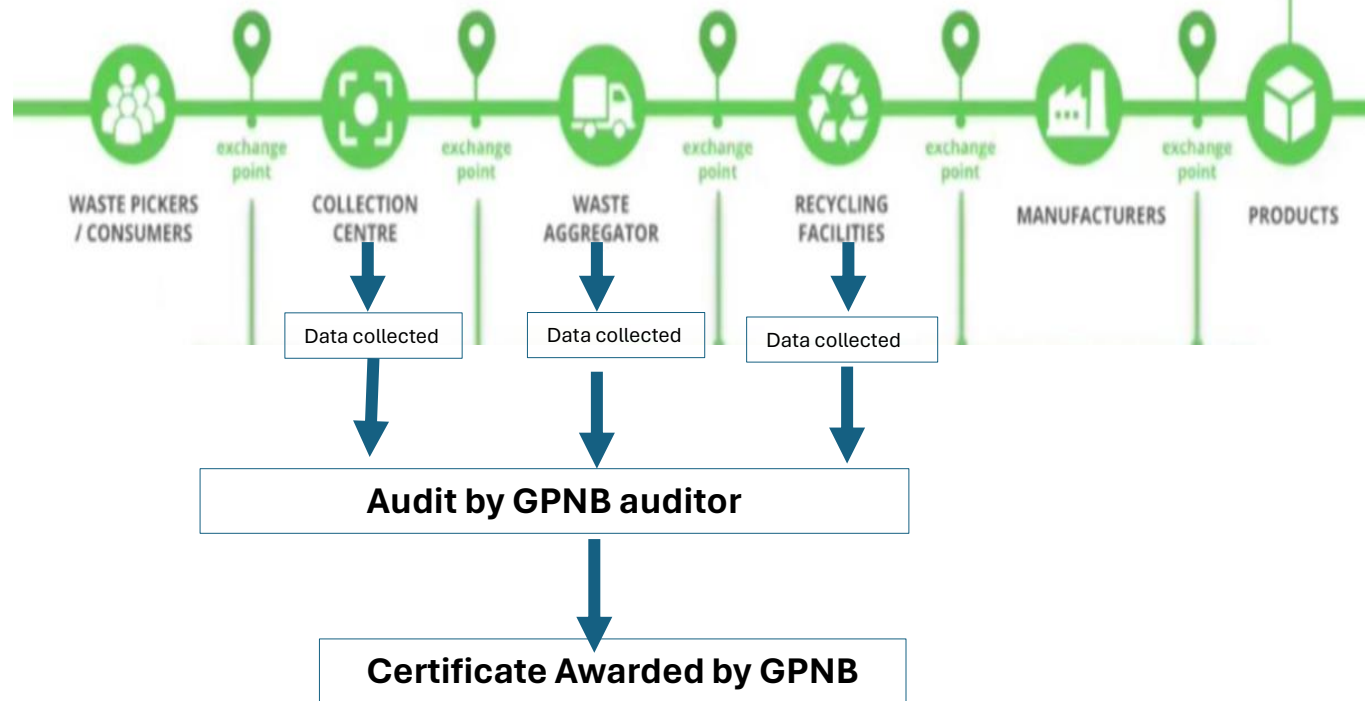 exchange
point
exchange
point
exchange
point
exchange
point
exchange
point
WASTE PICKERS
/ CONSUMERS
COLLECTION
CENTRE
WASTE
AGGREGATOR
RECYCLING
FACILITIES
MANUFACTURERS
PRODUCTS
Data collected
Data collected
Data collected
Audit by GPNB auditor
Certificate Awarded by GPNB